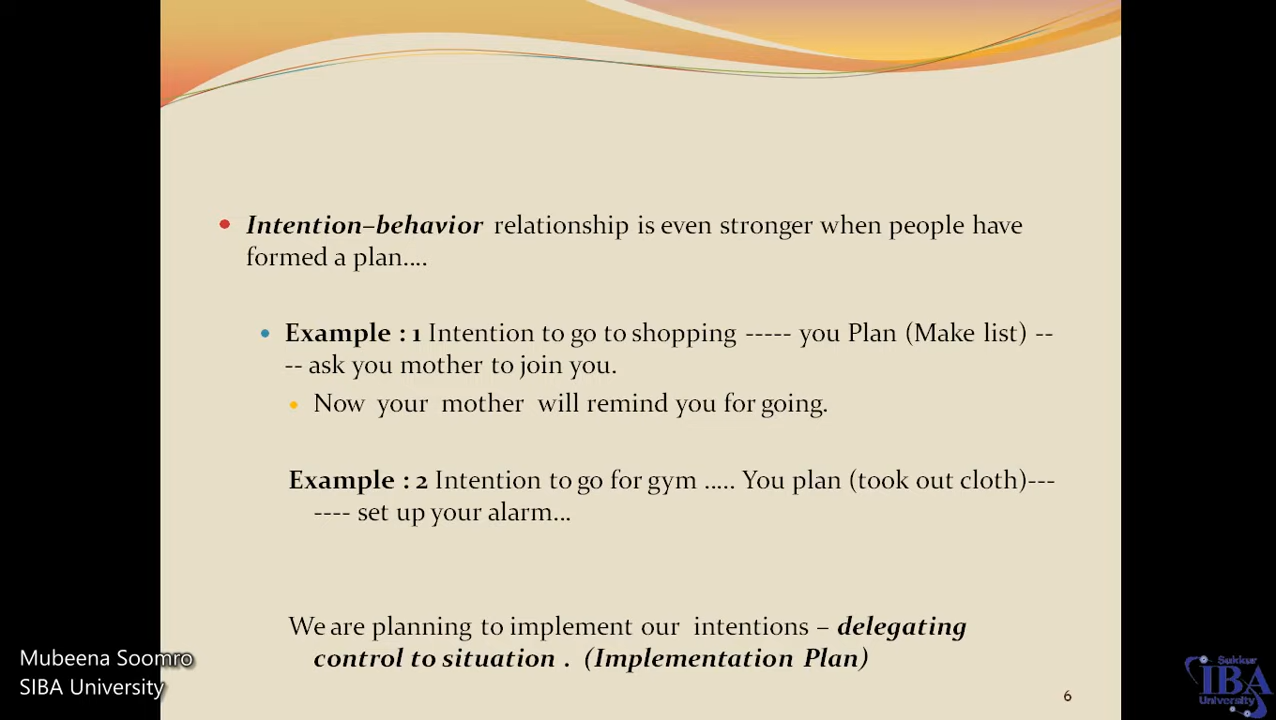 Intention–behavior relationship is even stronger when people have
formed a plan....
Example : 1 Intention to go to shopping ----- you Plan (Make list) --
-- ask you mother to join you.
Now your mother will remind you for going.
Example : 2 Intention to go for gym ..... You plan (took out cloth)---
---- set up your alarm...
We are planning to implement our intentions – delegating
control to situation . (Implementation Plan)
Mubeena Soomro
SIBA University
6
Sukkur
IBA
University